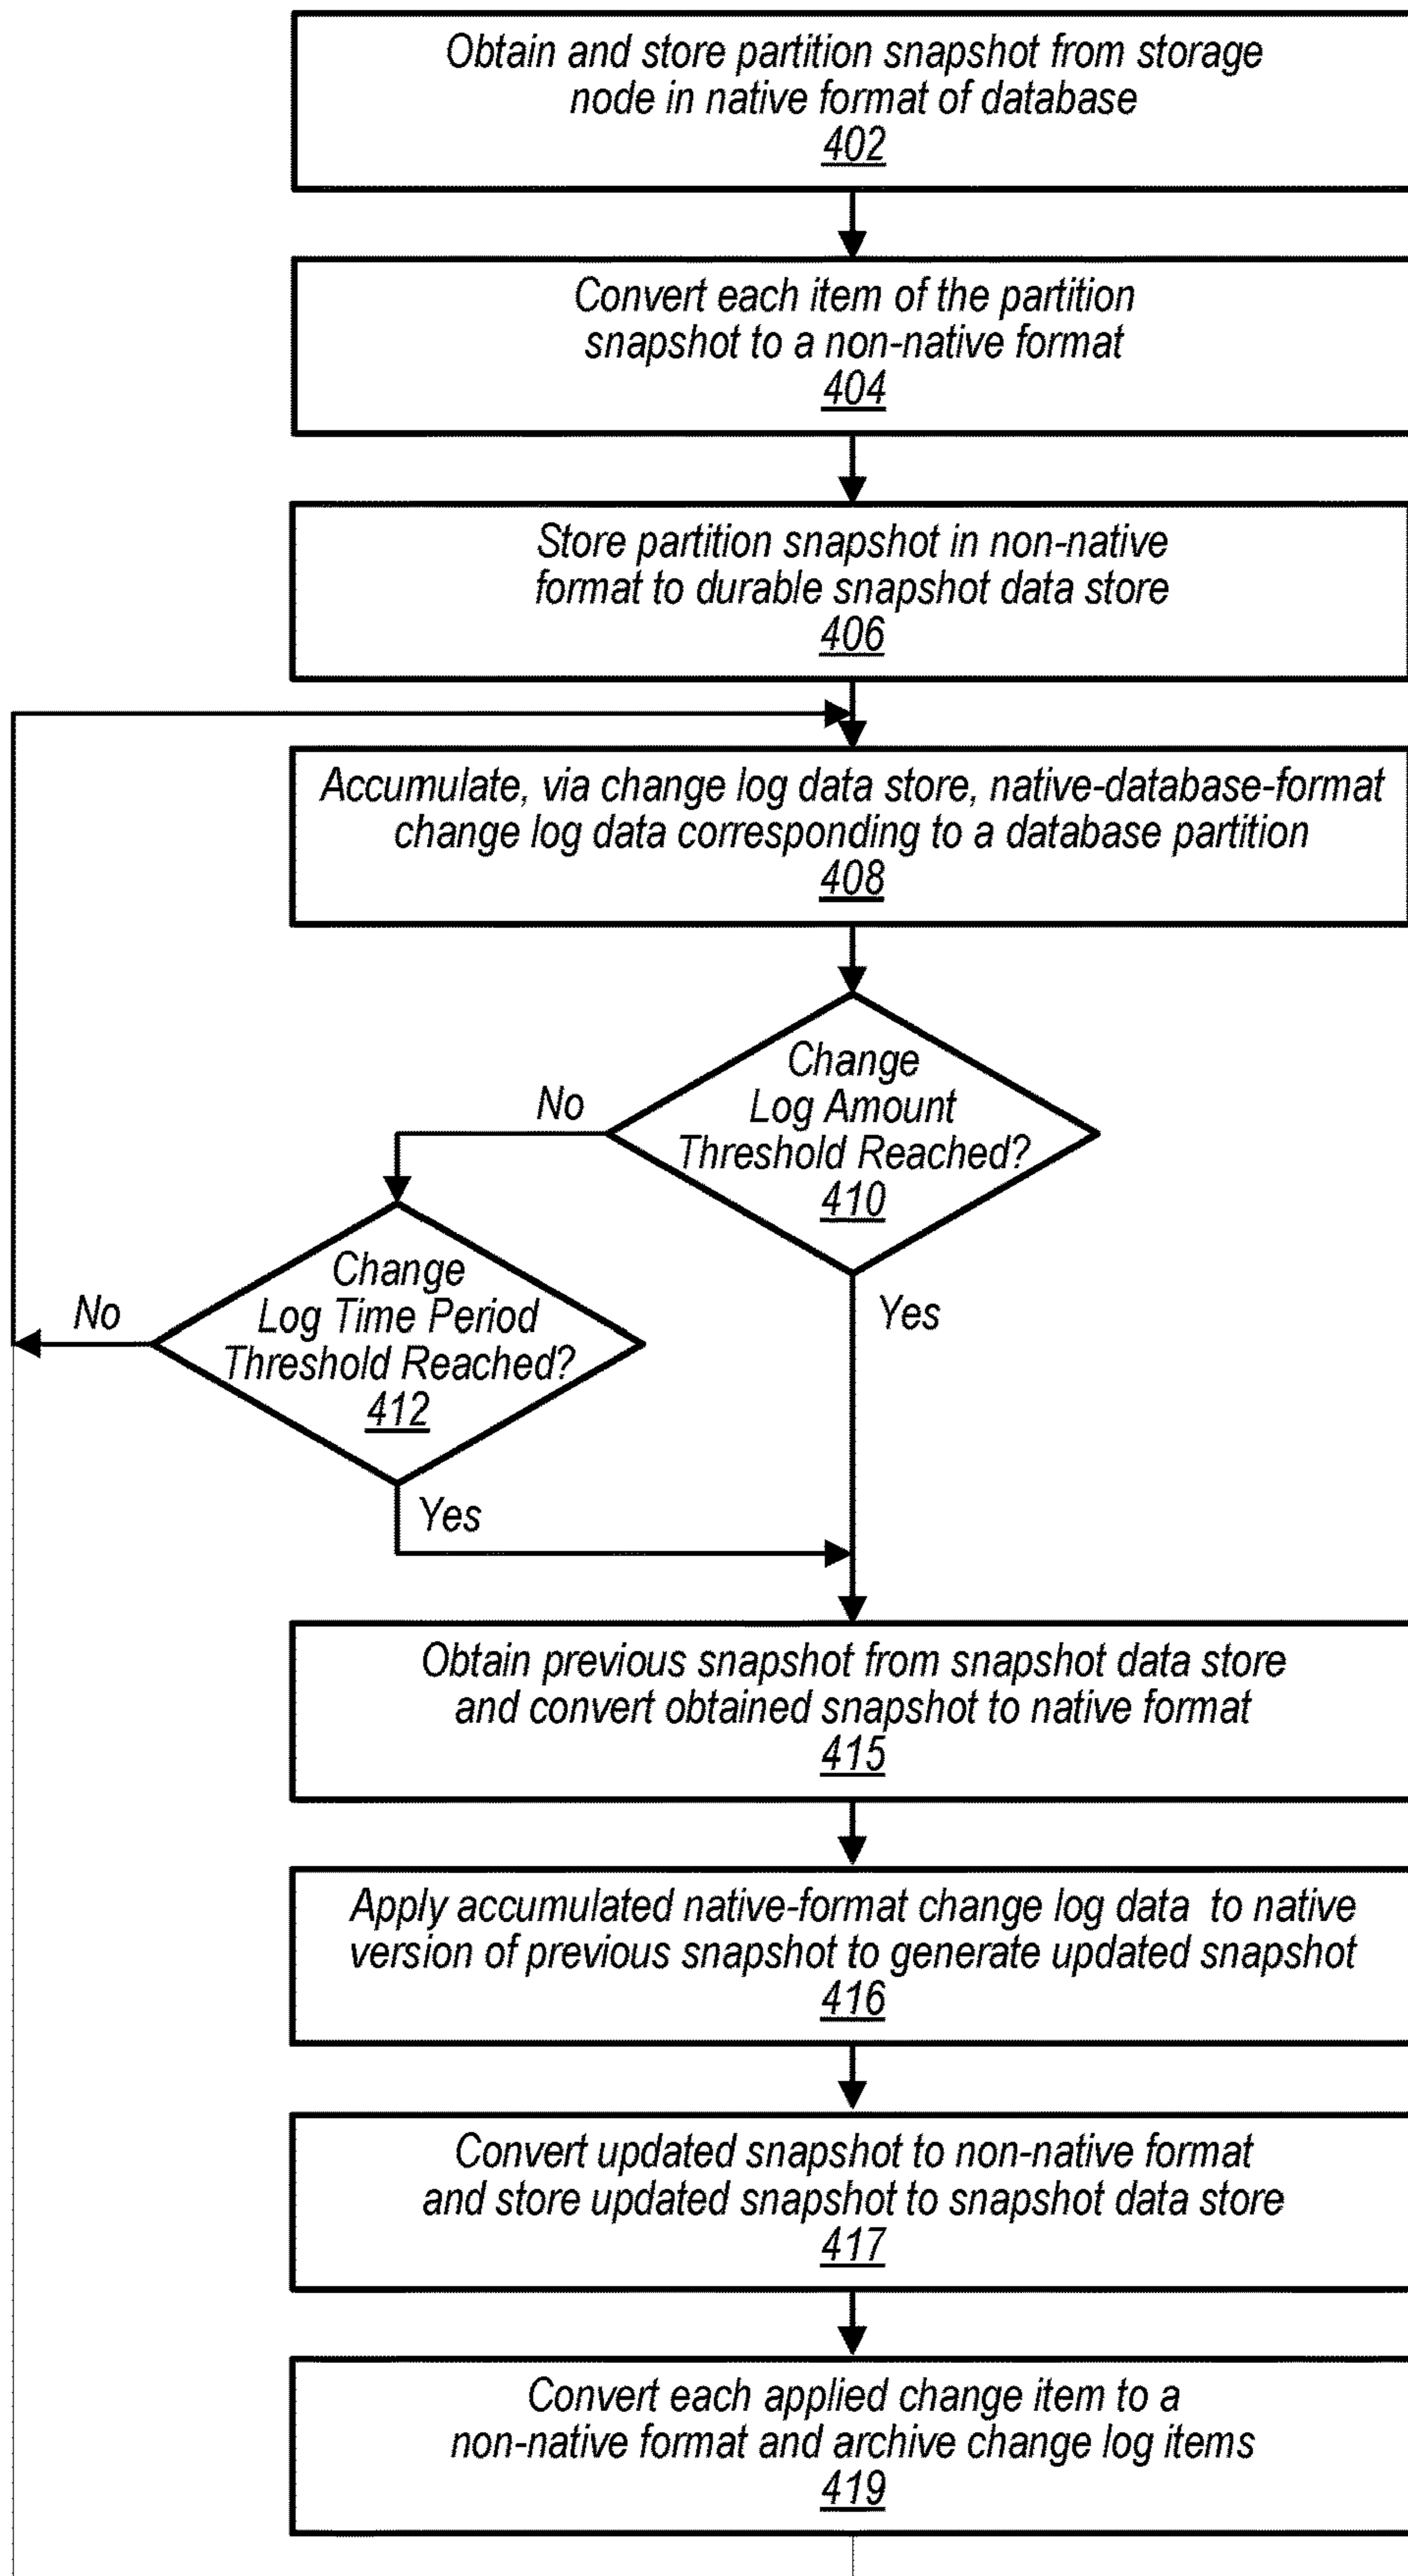 Obtain and store partition snapshot from storage
node in native format of database
402
Convert each item of the partition
snapshot to a non-native format
404
Store partition snapshot in non-native
format to durable snapshot data store
406
Accumulate, via change log data store, native-database-format
change log data corresponding to a database partition
408
Change
Log Amount
Threshold Reached?
410
No
Yes
Change
Log Time Period
Threshold Reached?
412
No
Yes
Obtain previous snapshot from snapshot data store
and convert obtained snapshot to native format
415
Apply accumulated native-format change log data to native
version of previous snapshot to generate updated snapshot
416
Convert updated snapshot to non-native format
and store updated snapshot to snapshot data store
417
Convert each applied change item to a
non-native format and archive change log items
419